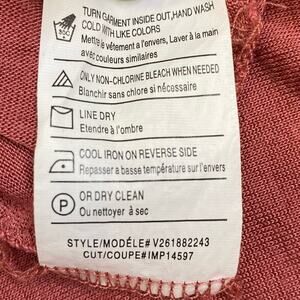 TURN GARMENT INSIDE OUT,HAND WASH
COLD WITH LIKE COLORS
Mettre le vêtement a l'envers, Laver à la main
avec couleurs similaires
ONLY NON-CHLORINE BLEACH WHEN NEEDED
Blanchir sans chlore si nécessaire
LINE DRY
Etendre à l'ombre
COOL IRON ON REVERSE SIDE
Repasser a basse température sur l'envers
OR DRY CLEAN
Ou nettoyer à sec
STYLE/MODÉLE# V261882243
CUT/COUPE#IMP14597